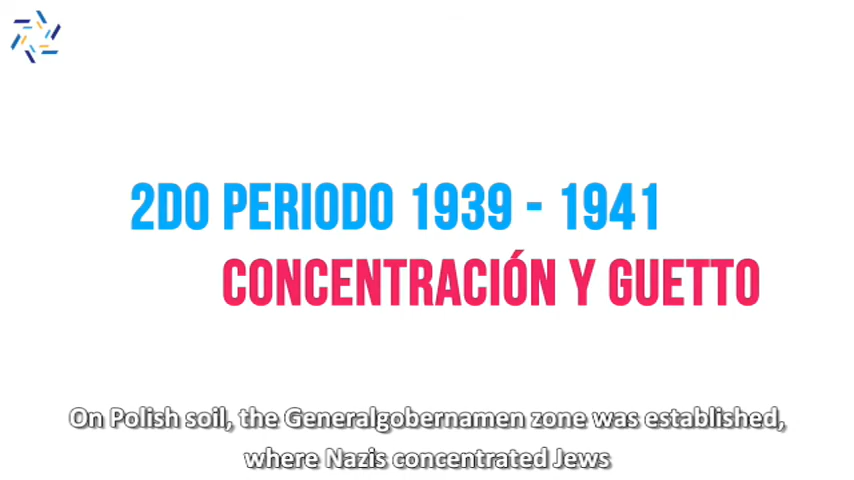 2DO PERIODO 1939 - 1941
CONCENTRACIÓN Y GUETTO
On Polish soil, the Generalgobernamen zone was established,
where Nazis concentrated Jews